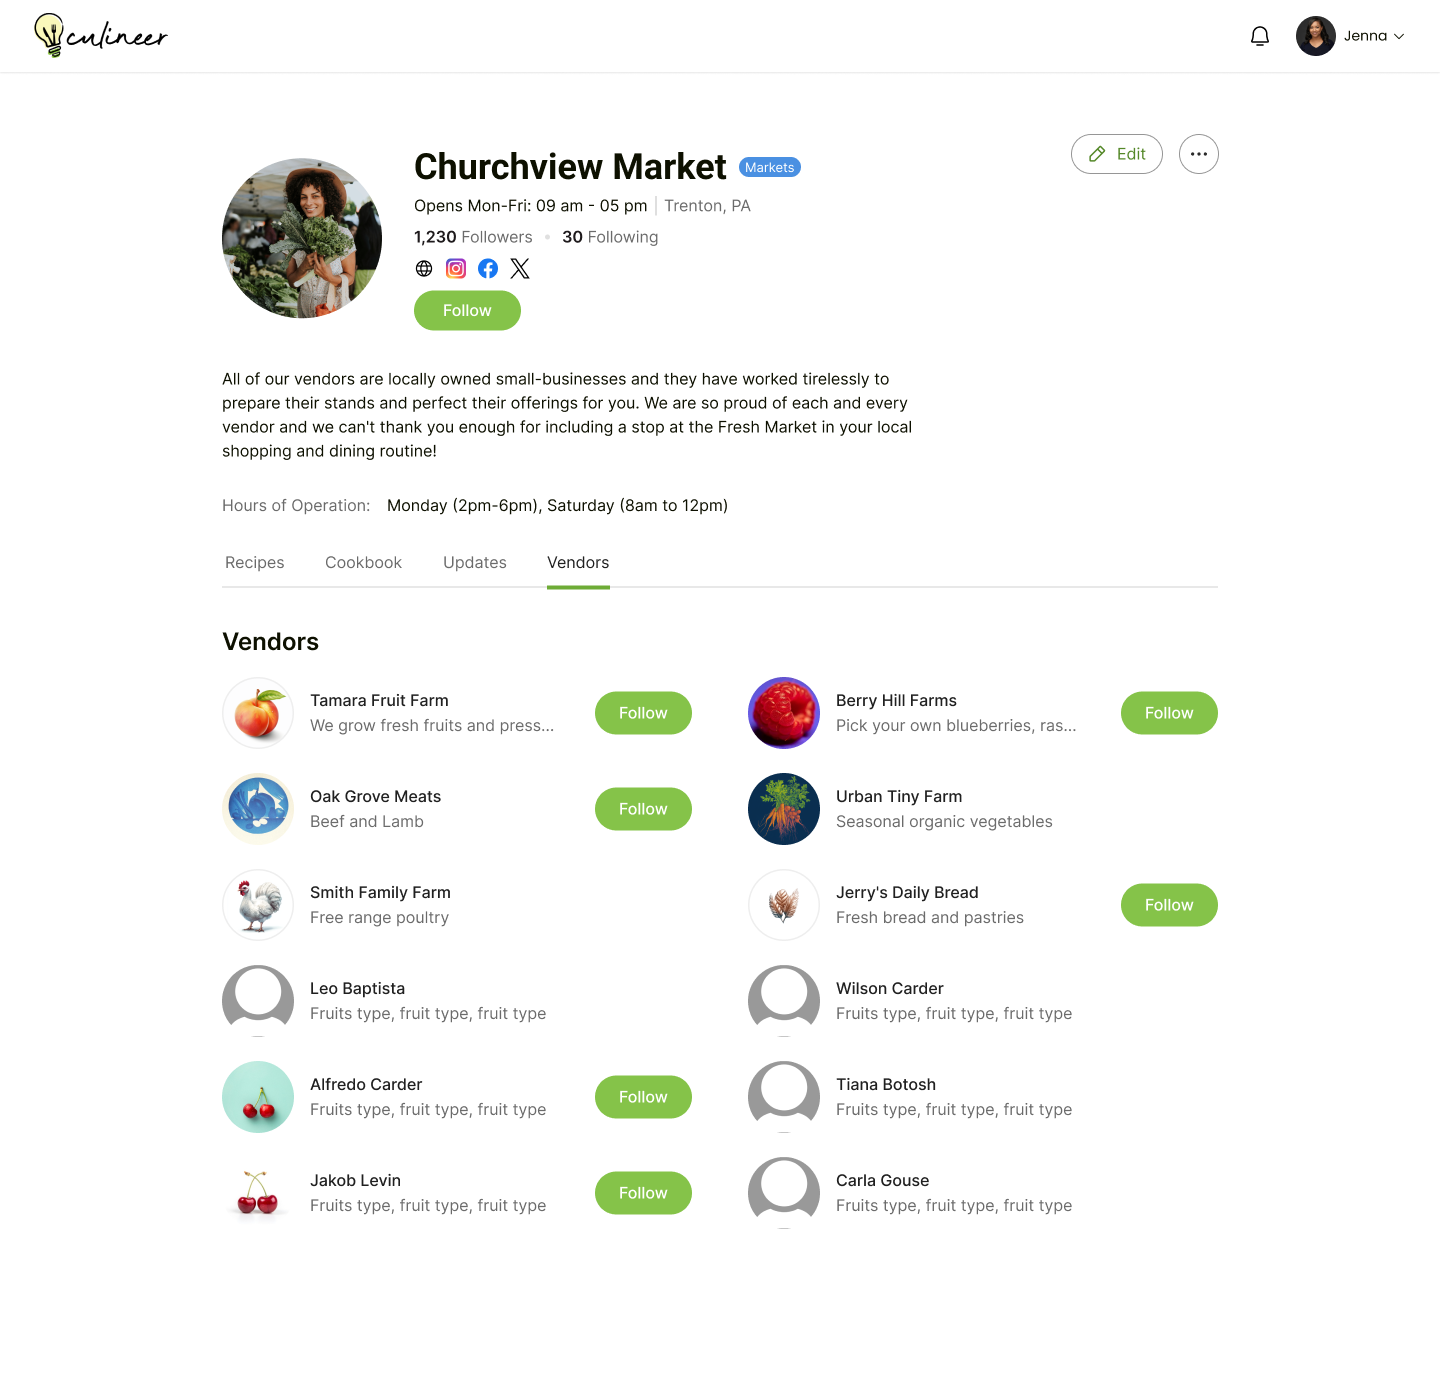 culineer
Jenna
Churchview Market Markets
Edit
Opens Mon-Fri: 09 am - 05 pm Trenton, PA
1,230 Followers • 30 Following
Follow
All of our vendors are locally owned small-businesses and they have worked tirelessly to
prepare their stands and perfect their offerings for you. We are so proud of each and every
vendor and we can't thank you enough for including a stop at the Fresh Market in your local
shopping and dining routine!
Hours of Operation: Monday (2pm-6pm), Saturday (8am to 12pm)
Recipes Cookbook Updates Vendors
Vendors
Tamara Fruit Farm
We grow fresh fruits and press...
Follow
Berry Hill Farms
Pick your own blueberries, ras...
Follow
Oak Grove Meats
Beef and Lamb
Follow
Urban Tiny Farm
Seasonal organic vegetables
Smith Family Farm
Free range poultry
Jerry's Daily Bread
Fresh bread and pastries
Follow
Leo Baptista
Fruits type, fruit type, fruit type
Wilson Carder
Fruits type, fruit type, fruit type
Alfredo Carder
Fruits type, fruit type, fruit type
Follow
Tiana Botosh
Fruits type, fruit type, fruit type
Jakob Levin
Fruits type, fruit type, fruit type
Follow
Carla Gouse
Fruits type, fruit type, fruit type